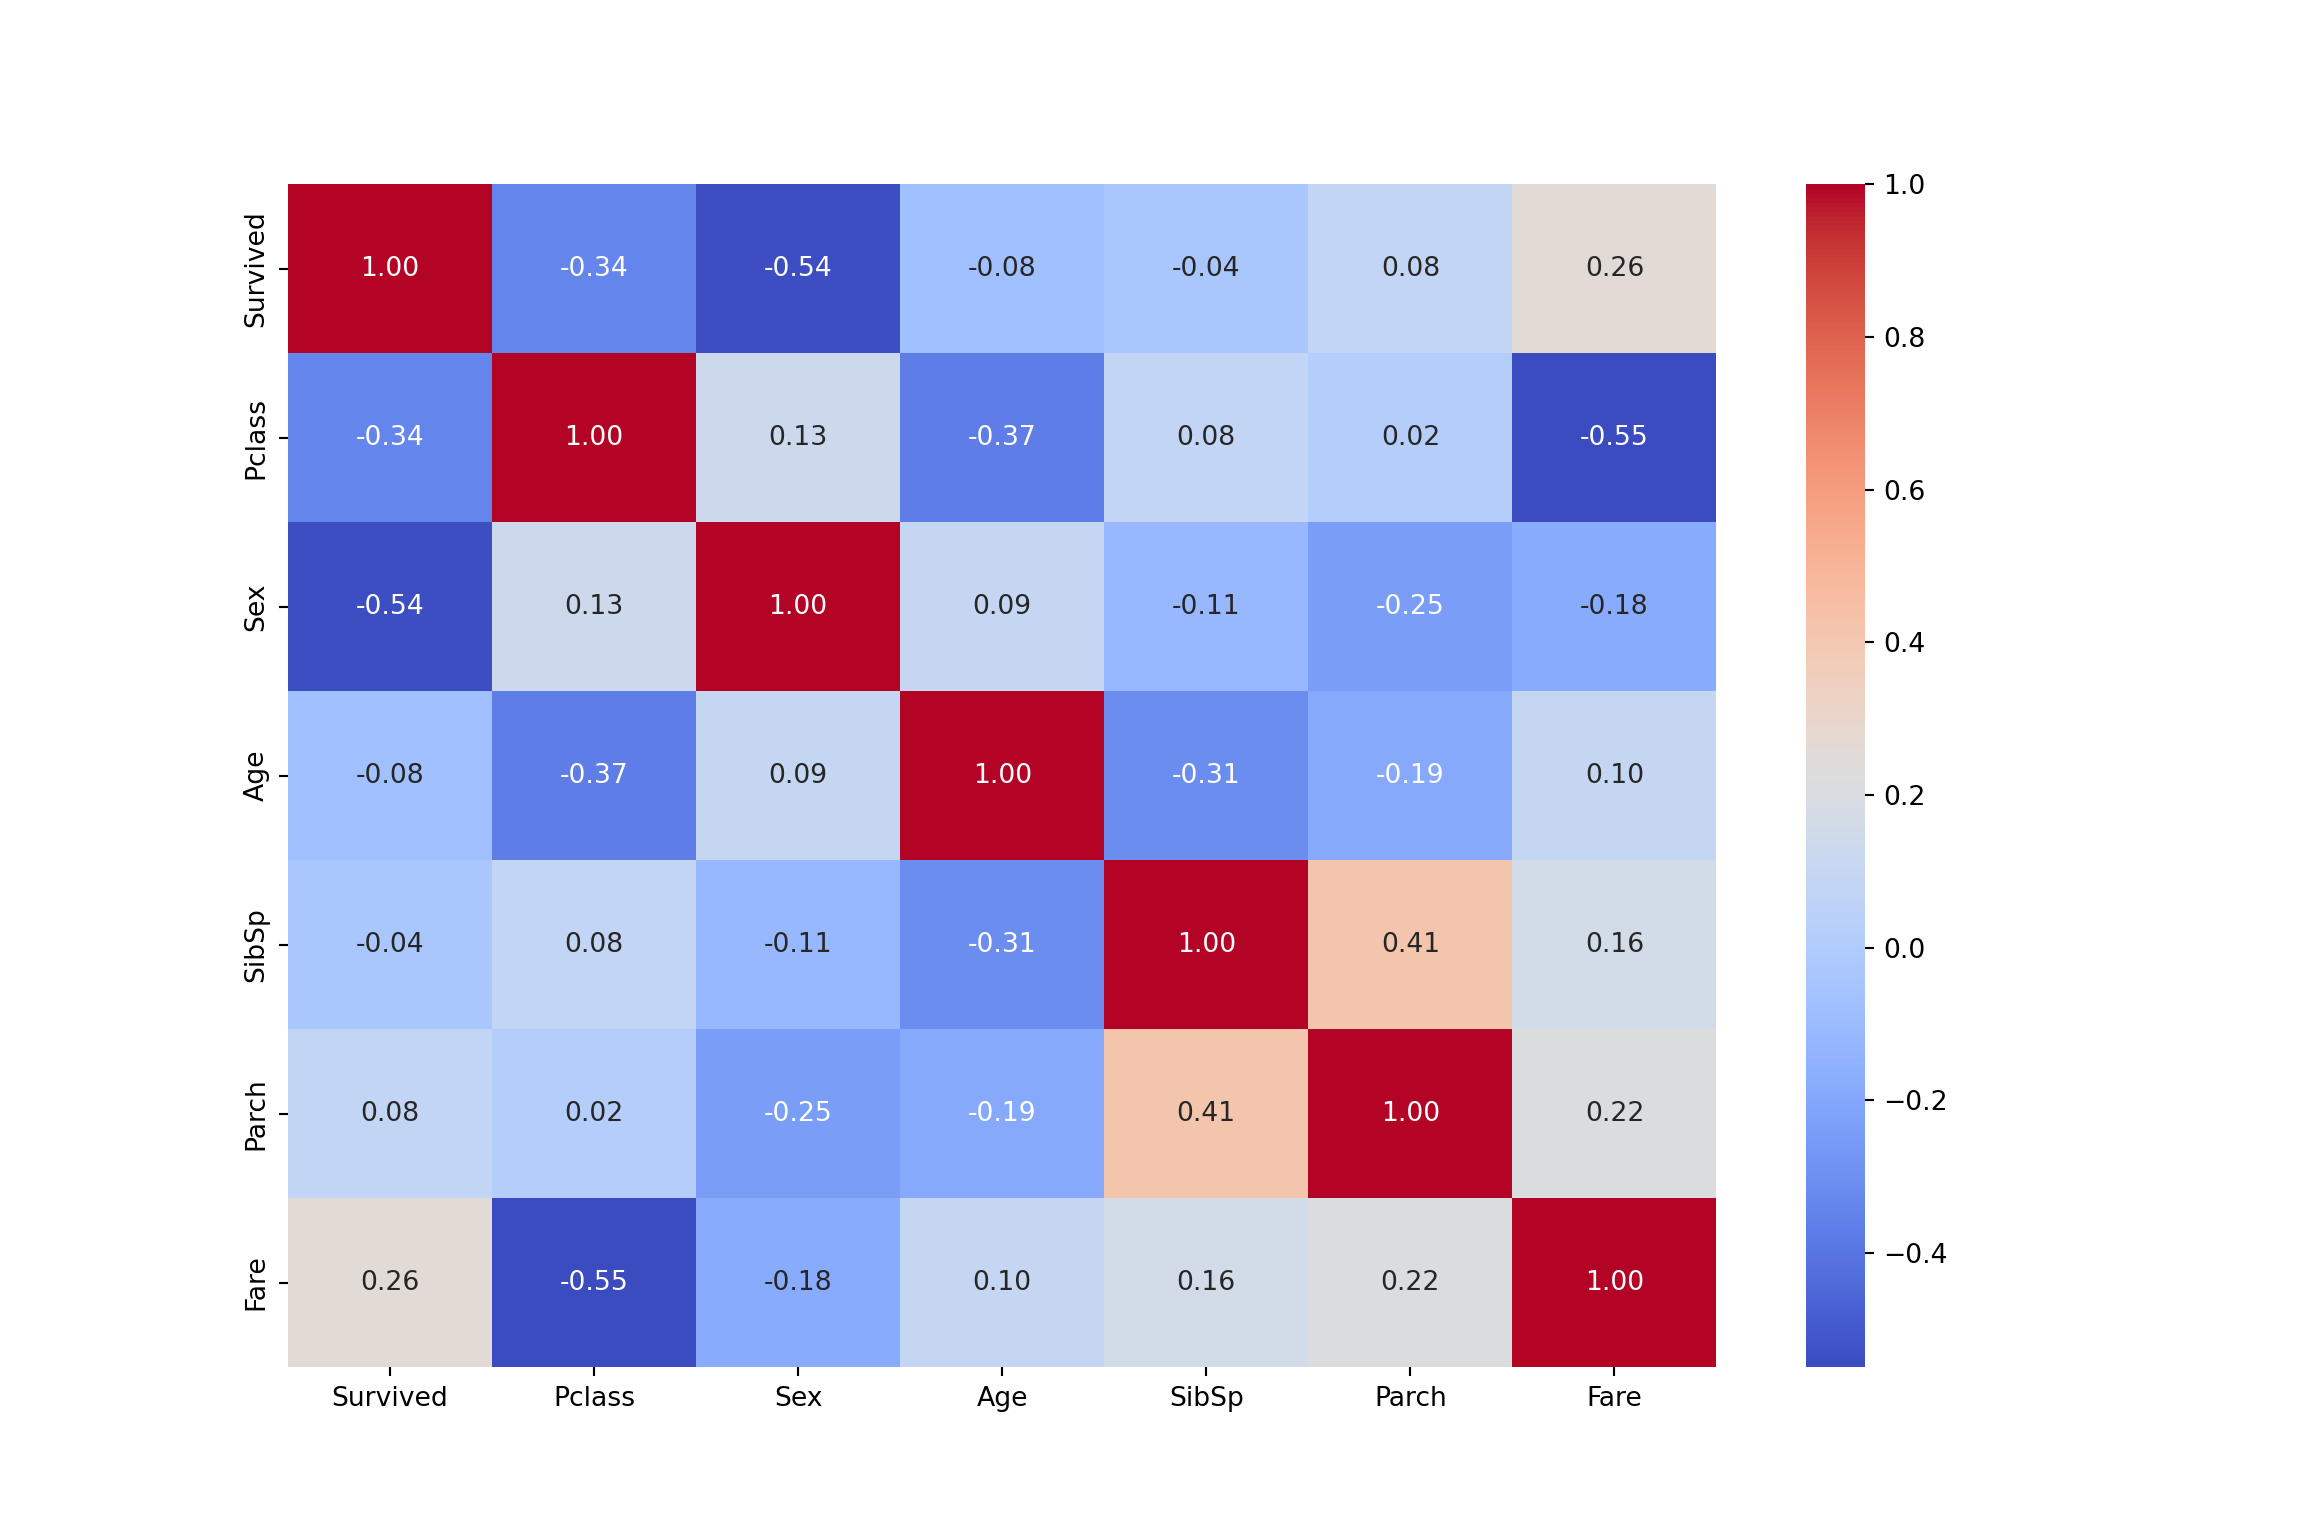 1.0
Survived 1.00 -0.34 -0.54 -0.08 -0.04 0.08 0.26
0.8
Pclass -0.34 1.00 0.13 -0.37 0.08 0.02 -0.55
0.6
Sex -0.54 0.13 1.00 0.09 -0.11 -0.25 -0.18
0.4
Age -0.08 -0.37 0.09 1.00 -0.31 -0.19 0.10
0.2
SibSp -0.04 0.08 -0.11 -0.31 1.00 0.41 0.16
0.0
Parch 0.08 0.02 -0.25 -0.19 0.41 1.00 0.22
−0.2
Fare 0.26 -0.55 -0.18 0.10 0.16 0.22 1.00
−0.4
Survived Pclass Sex Age SibSp Parch Fare